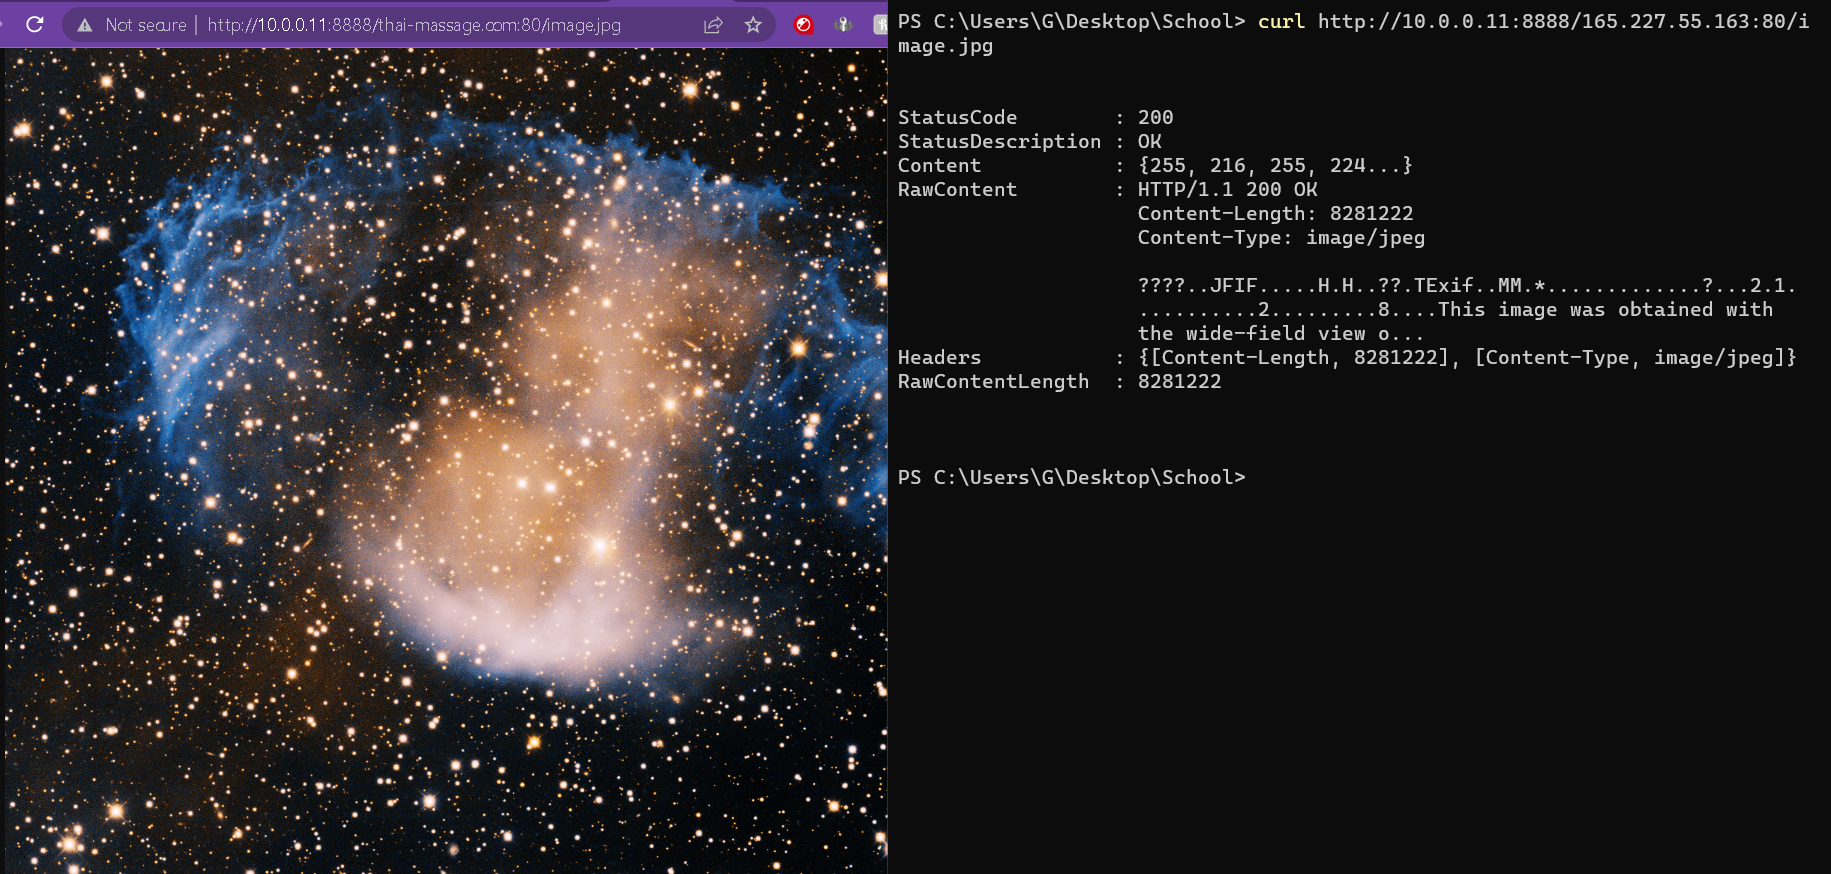 Not secure | http://10.0.0.11:8888/thai-massage.com:80/image.jpg
PS C:\Users\G\Desktop\School> curl http://10.0.0.11:8888/165.227.55.163:80/i
mage.jpg
StatusCode        : 200
StatusDescription : OK
Content           : {255, 216, 255, 224...}
RawContent        : HTTP/1.1 200 OK
                    Content-Length: 8281222
                    Content-Type: image/jpeg
                    ????..JFIF.....H.H..??.TExif..MM.*.............?...2.1.
                    ..........2.........8....This image was obtained with
                    the wide-field view o...
Headers           : {[Content-Length, 8281222], [Content-Type, image/jpeg]}
RawContentLength  : 8281222
PS C:\Users\G\Desktop\School>